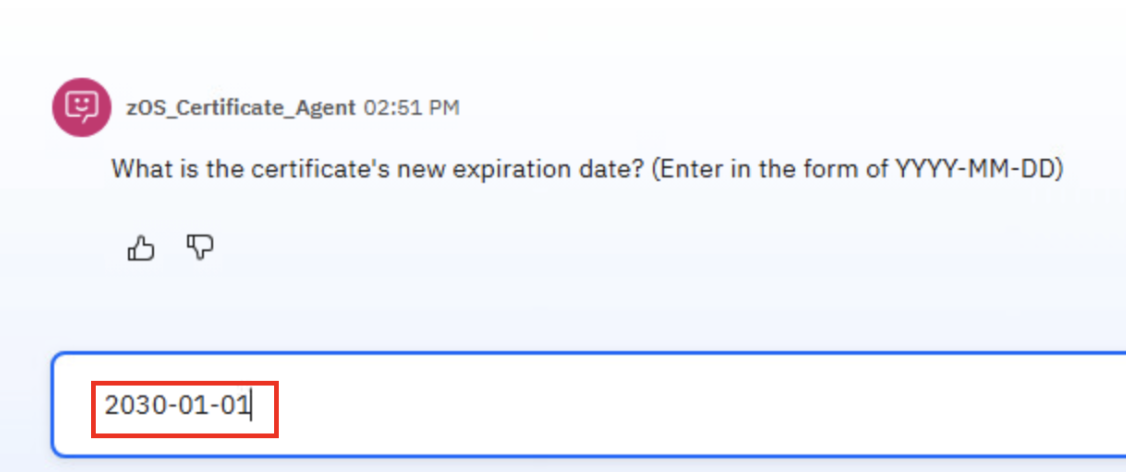 zOS_Certificate_Agent 02:51 PM
What is the certificate's new expiration date? (Enter in the form of YYYY-MM-DD)
2030-01-01